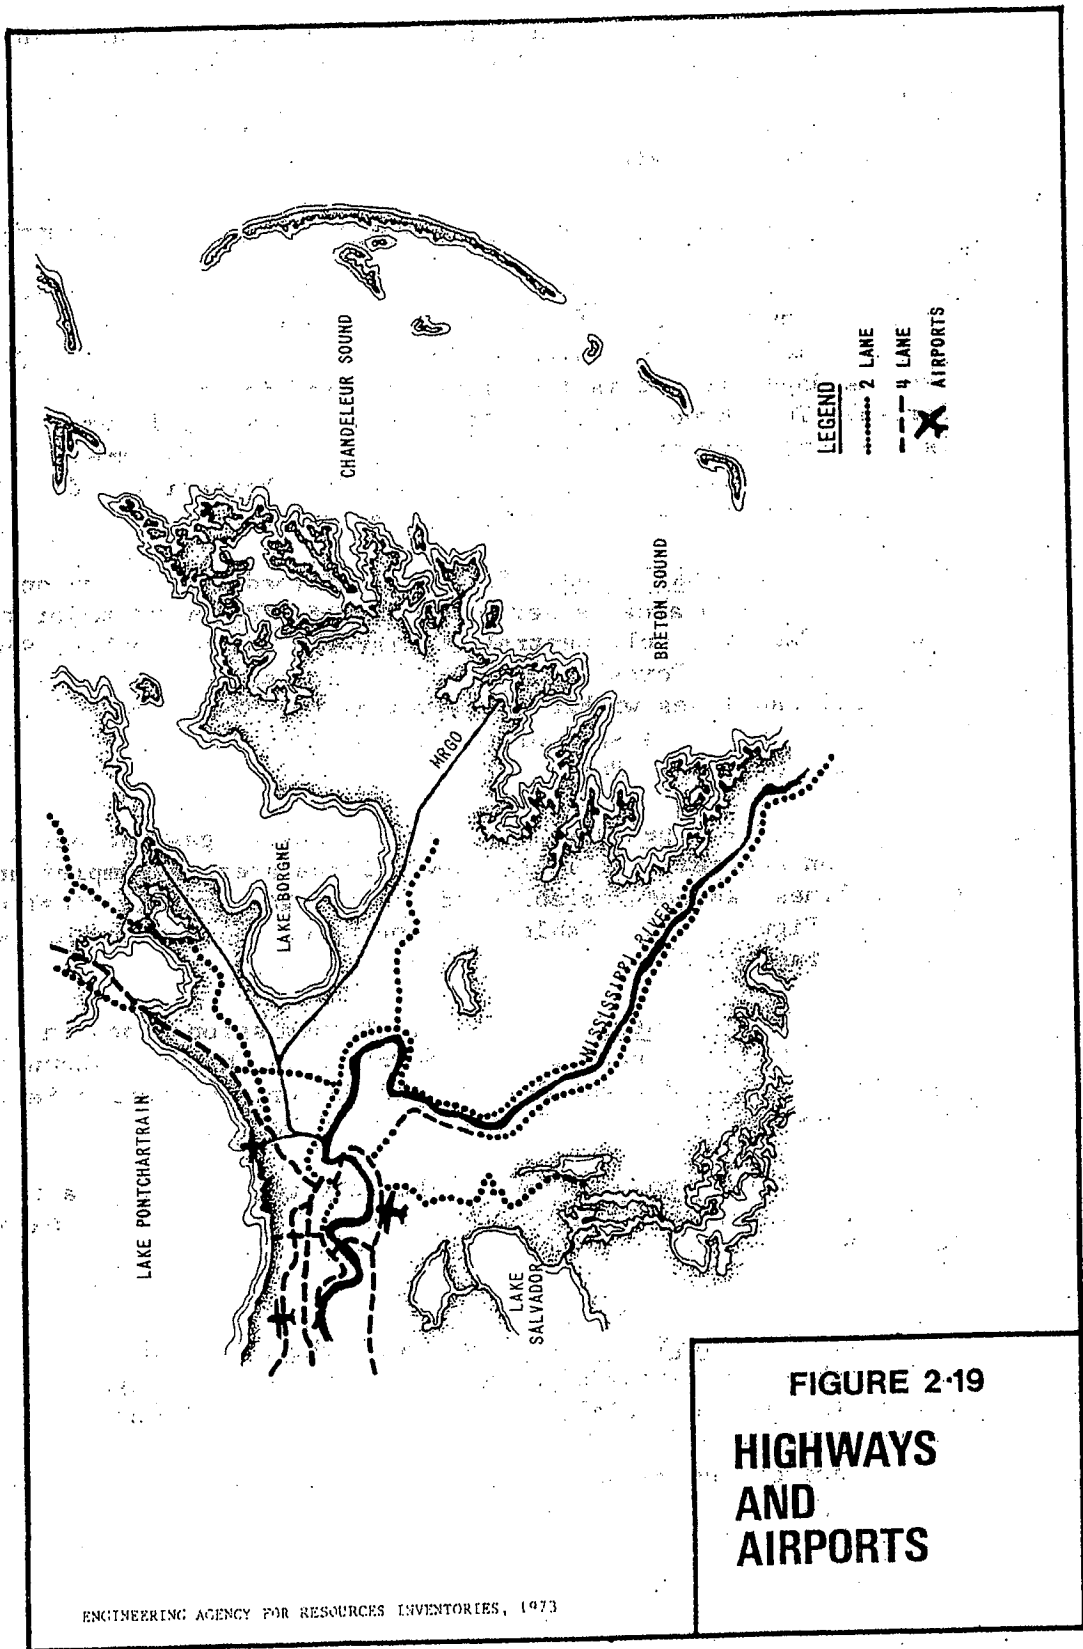 CHANDELEUR SOUND
BRETON SOUND
MRGO
LAKE BORGNE
MISSISSIPPI RIVER
LAKE PONTCHARTRAIN
LAKE
SALVADOR
LEGEND
2 LANE
4 LANE
AIRPORTS
FIGURE 2-19
HIGHWAYS
AND
AIRPORTS
ENGINEERING AGENCY FOR RESOURCES INVENTORIES, 1973